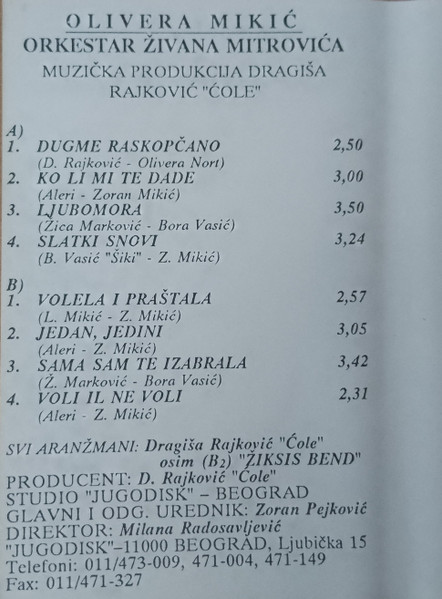 OLIVERA MIKIĆ
ORKESTAR ŽIVANA MITROVIĆA
MUZIČKA PRODUKCIJA DRAGIŠA
RAJKOVIĆ "ĆOLE"
A)
1. DUGME RASKOPČANO 2,50
(D. Rajković - Olivera Nort)
2. KO LI MI TE DADE 3,00
(Aleri - Zoran Mikić)
3. LJUBOMORA 3,50
(Žica Marković - Bora Vasić)
4. SLATKI SNOVI 3,24
(B. Vasić "Šiki" - Z. Mikić)
B)
1. VOLELA I PRAŠTALA 2,57
(L. Mikić - Z. Mikić)
2. JEDAN, JEDINI 3,05
(Aleri - Z. Mikić)
3. SAMA SAM TE IZABRALA 3,42
(Ž. Marković - Bora Vasić)
4. VOLI IL NE VOLI 2,31
(Aleri - Z. Mikić)
SVI ARANŽMANI: Dragiša Rajković "Ćole"
osim (B2) "ŽIKSIS BEND"
PRODUCENT: D. Rajković "Ćole"
STUDIO "JUGODISK" – BEOGRAD
GLAVNI I ODG. UREDNIK: Zoran Pejković
DIREKTOR: Milana Radosavljević
"JUGODISK"–11000 BEOGRAD, Ljubička 15
Telefoni: 011/473-009, 471-004, 471-149
Fax: 011/471-327